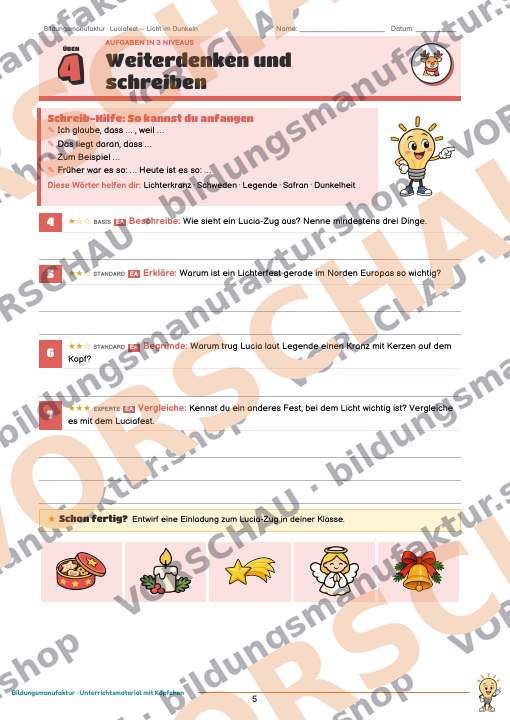 Bildungsmanufaktur · Luciafest – Licht im Dunkeln
Name: Datum:
ÜBEN
4
AUFGABEN IN 3 NIVEAUS
Weiterdenken und
schreiben
Schreib-Hilfe: So kannst du anfangen
Ich glaube, dass … , weil …
Das liegt daran, dass …
Zum Beispiel …
Früher war es so: … Heute ist es so: …
Diese Wörter helfen dir: Lichterkranz · Schweden · Legende · Safran · Dunkelheit
4 ★☆☆ BASIS EA Beschreibe: Wie sieht ein Lucia-Zug aus? Nenne mindestens drei Dinge.
5 ★★☆ STANDARD EA Erkläre: Warum ist ein Lichterfest gerade im Norden Europas so wichtig?
6 ★★☆ STANDARD EA Begründe: Warum trug Lucia laut Legende einen Kranz mit Kerzen auf dem
Kopf?
7 ★★★ EXPERTE EA Vergleiche: Kennst du ein anderes Fest, bei dem Licht wichtig ist? Vergleiche
es mit dem Luciafest.
★ Schon fertig? Entwirf eine Einladung zum Lucia-Zug in deiner Klasse.
Bildungsmanufaktur · Unterrichtsmaterial mit Köpfchen
5
VORSCHAU · bildungsmanufaktur.shop